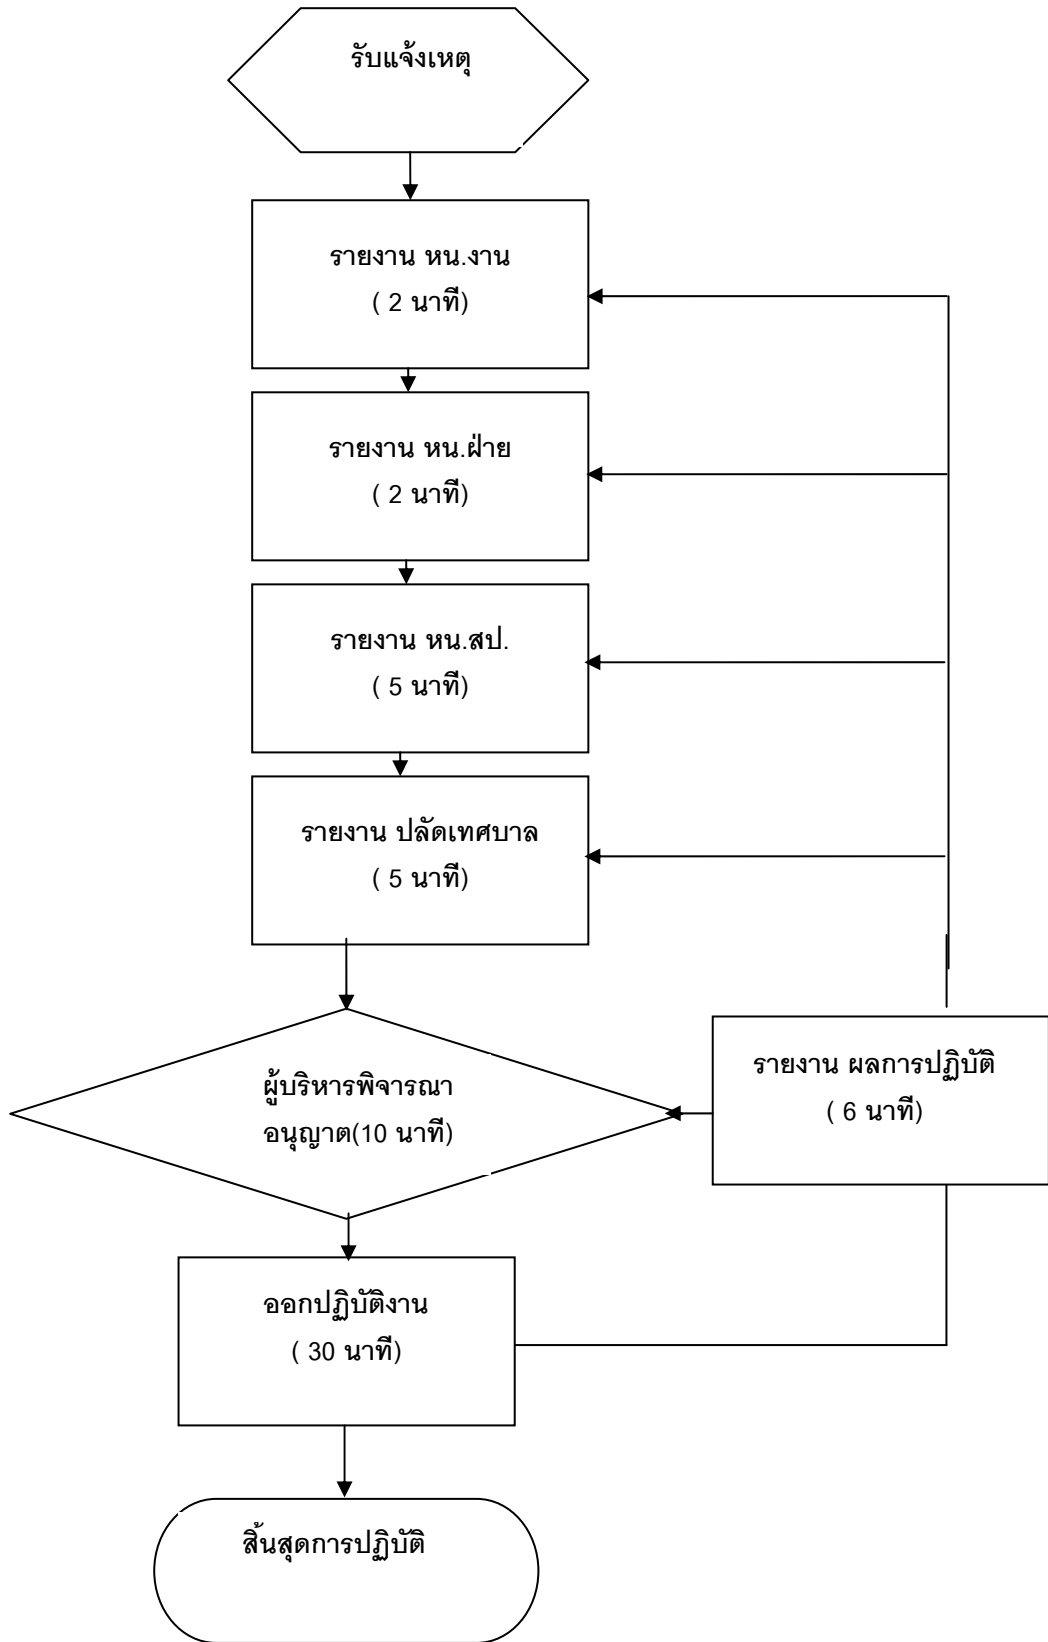 รับแจ้งเหตุ
รายงาน หน.งาน
( 2 นาที)
รายงาน หน.ฝ่าย
( 2 นาที)
รายงาน หน.สป.
( 5 นาที)
รายงาน ปลัดเทศบาล
( 5 นาที)
ผู้บริหารพิจารณา
อนุญาต(10 นาที)
รายงาน ผลการปฏิบัติ
( 6 นาที)
ออกปฏิบัติงาน
( 30 นาที)
สิ้นสุดการปฏิบัติ